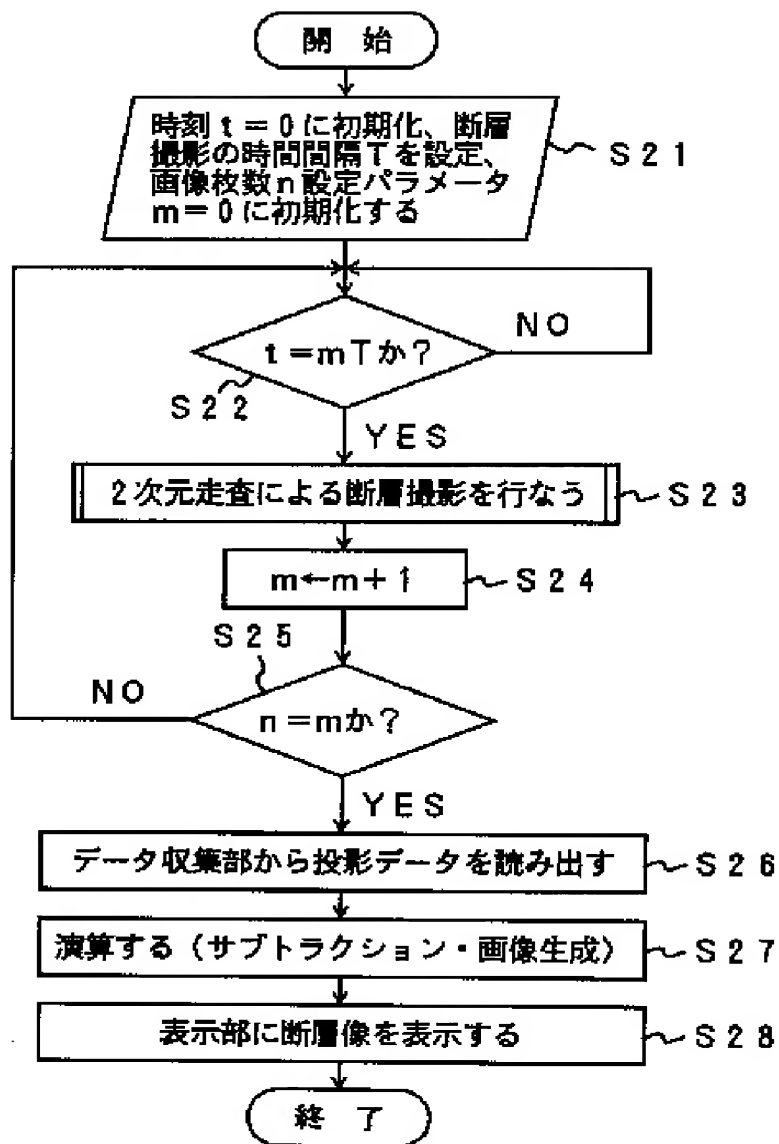 開 始
時刻t=0に初期化、断層
撮影の時間間隔Tを設定、
画像枚数n設定パラメータ
m=0に初期化する
S21
t=mTか?
NO
S22
YES
2次元走査による断層撮影を行なう
S23
m←m+1
S24
S25
NO
n=mか?
YES
データ収集部から投影データを読み出す
S26
演算する(サブトラクション・画像生成)
S27
表示部に断層像を表示する
S28
終 了